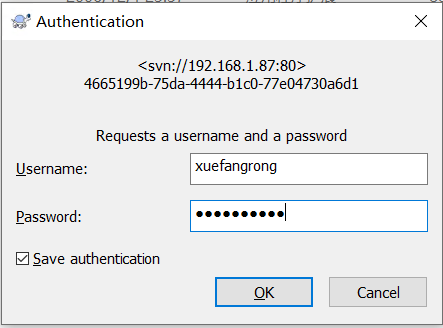 Authentication
<svn://192.168.1.87:80>
4665199b-75da-4444-b1c0-77e04730a6d1
Requests a username and a password
Username:
xuefangrong
Password:
●●●●●●●●●●
Save authentication
OK
Cancel